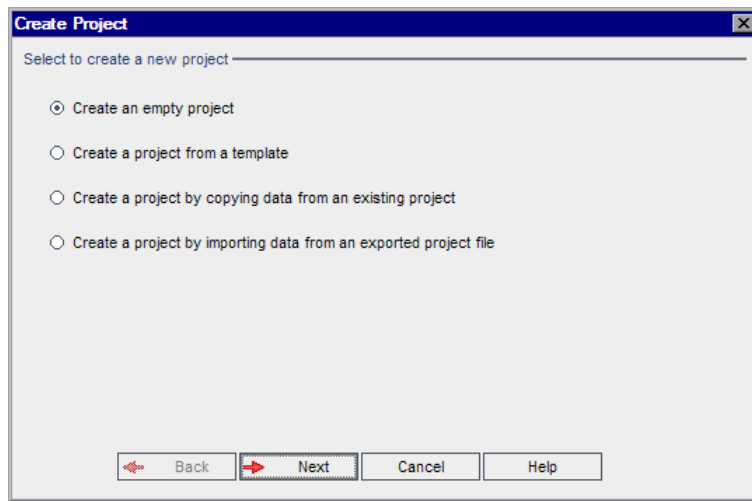 Create Project
Select to create a new project
Create an empty project
Create a project from a template
Create a project by copying data from an existing project
Create a project by importing data from an exported project file
Back Next Cancel Help